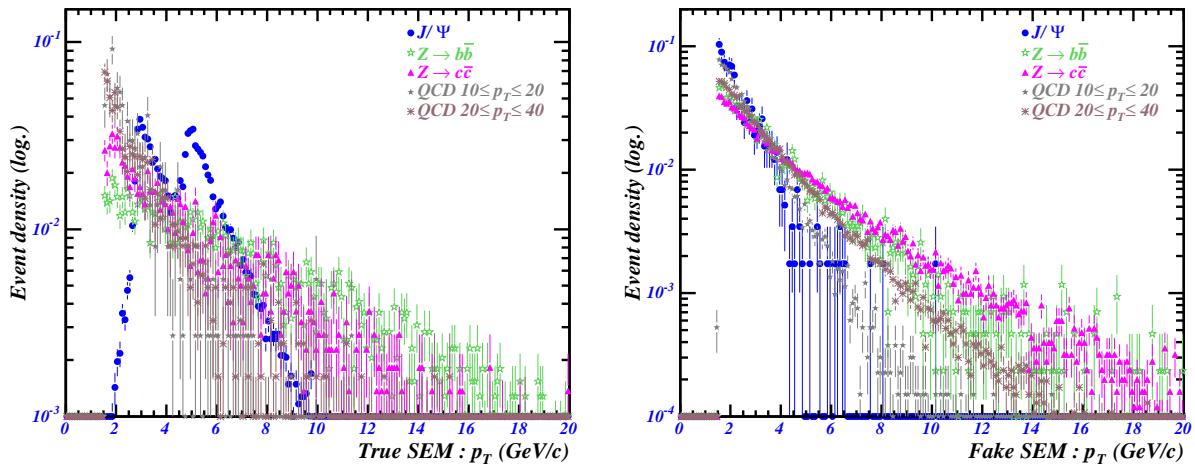 Event density (log.)
10⁻¹
10⁻²
10⁻³
J/Ψ
Z → bb̅
Z → cc̅
QCD 10≤ p_T ≤ 20
QCD 20≤ p_T ≤ 40
0 2 4 6 8 10 12 14 16 18 20
True SEM : p_T (GeV/c)
Event density (log.)
10⁻¹
10⁻²
10⁻³
10⁻⁴
J/Ψ
Z → bb̅
Z → cc̅
QCD 10≤ p_T ≤ 20
QCD 20≤ p_T ≤ 40
0 2 4 6 8 10 12 14 16 18 20
Fake SEM : p_T (GeV/c)